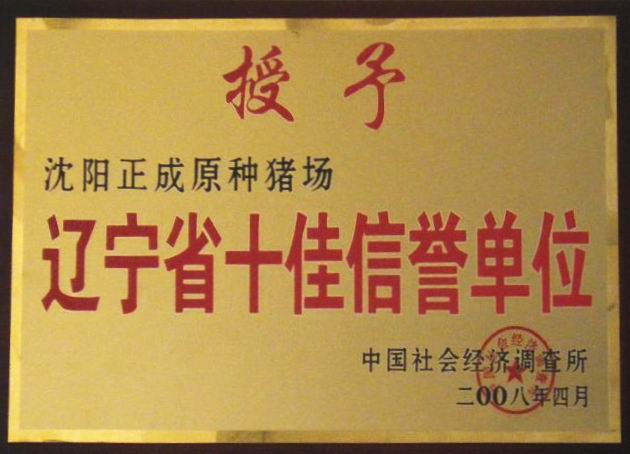 授予
沈阳正成原种猪场
辽宁省十佳信誉单位
中国社会经济调查所
二00八年四月